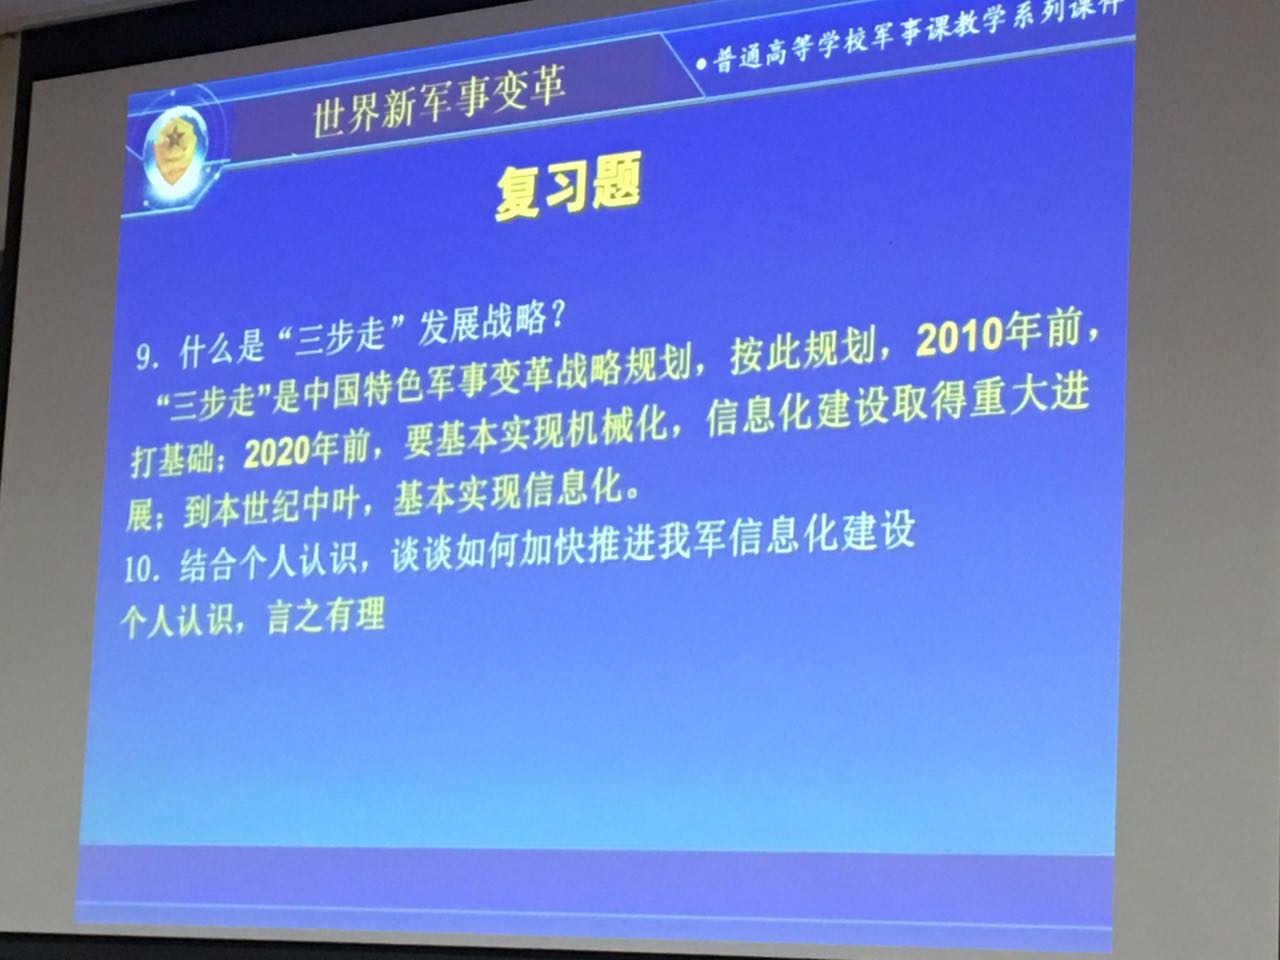 世界新军事变革
•普通高等学校军事课教学系列课件
复习题
9．什么是“三步走”发展战略？
“三步走”是中国特色军事变革战略规划，按此规划，2010年前，
打基础；2020年前，要基本实现机械化，信息化建设取得重大进
展；到本世纪中叶，基本实现信息化。
10．结合个人认识，谈谈如何加快推进我军信息化建设
个人认识，言之有理